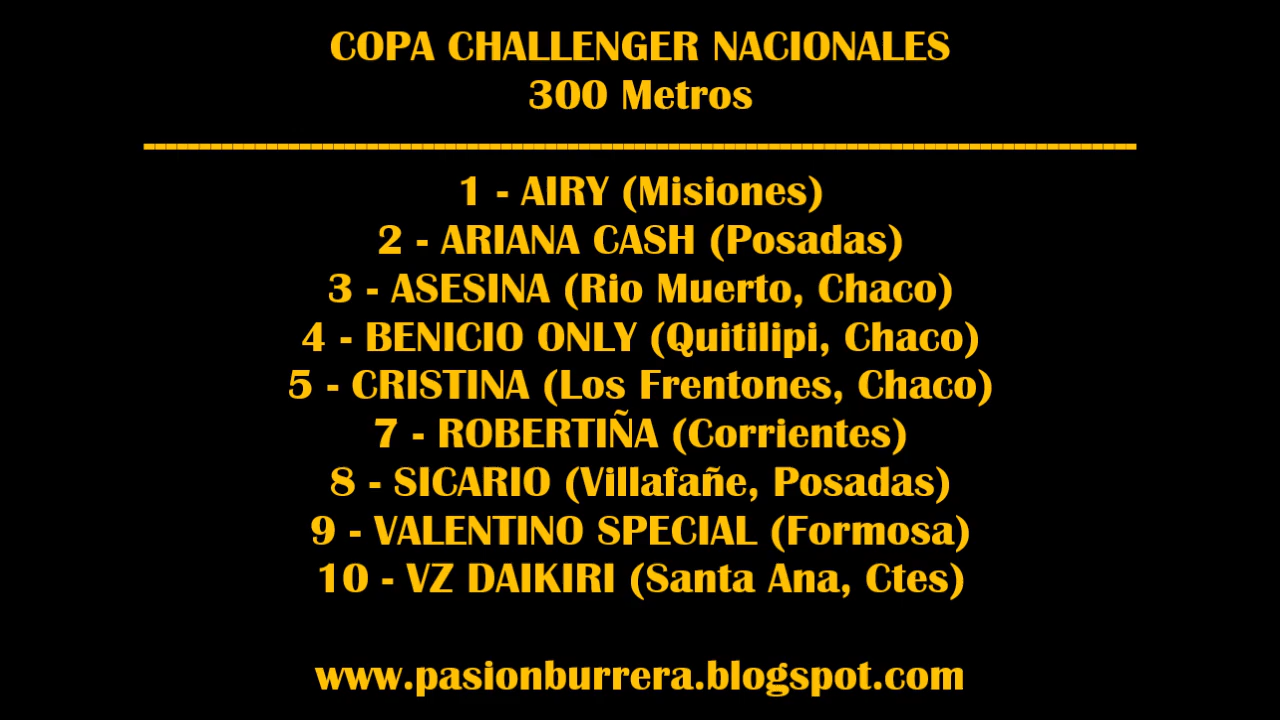 COPA CHALLENGER NACIONALES
300 Metros
--------------------------------------------------------------------------------
1 - AIRY (Misiones)
2 - ARIANA CASH (Posadas)
3 - ASESINA (Rio Muerto, Chaco)
4 - BENICIO ONLY (Quitilipi, Chaco)
5 - CRISTINA (Los Frentones, Chaco)
7 - ROBERTIÑA (Corrientes)
8 - SICARIO (Villafañe, Posadas)
9 - VALENTINO SPECIAL (Formosa)
10 - VZ DAIKIRI (Santa Ana, Ctes)
www.pasionburrera.blogspot.com